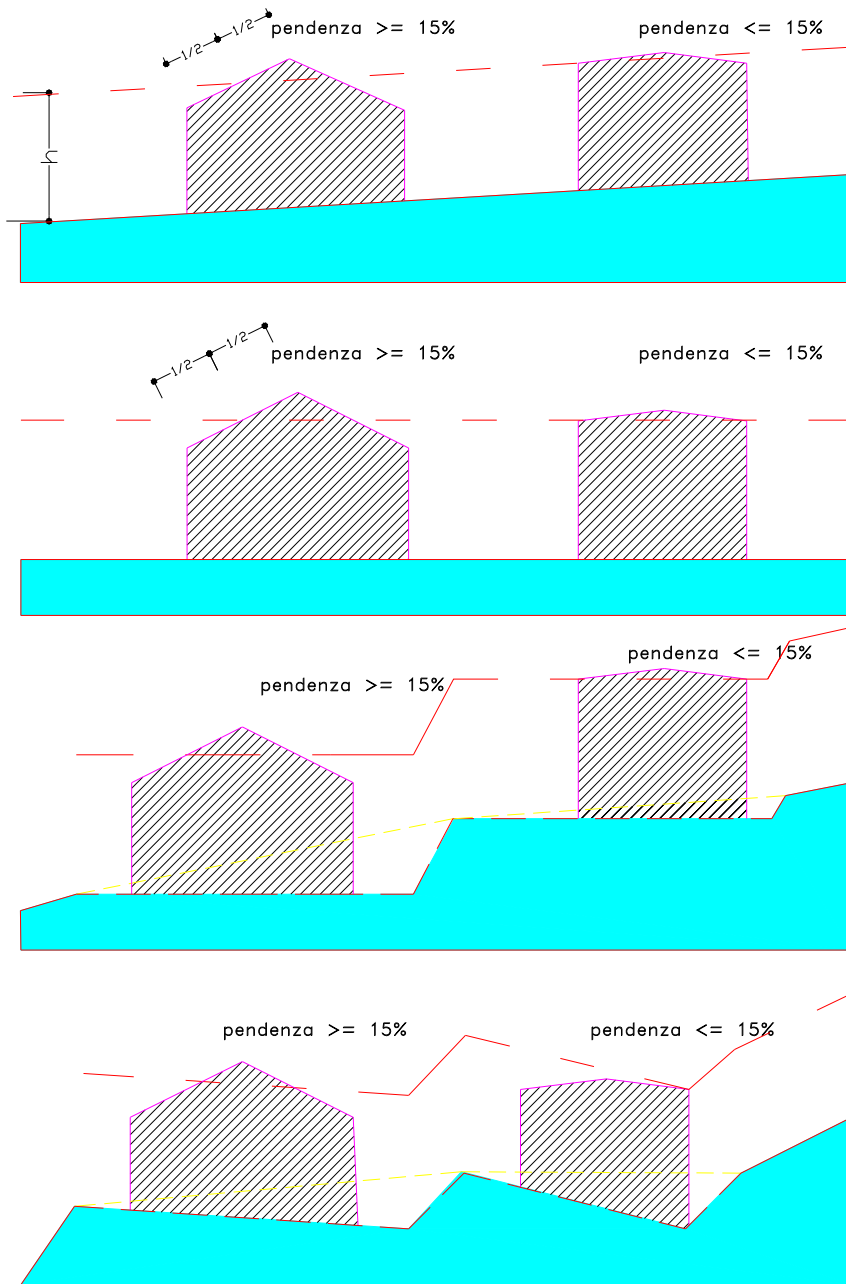 pendenza >= 15%
pendenza <= 15%
1/2
1/2
h
pendenza >= 15%
pendenza <= 15%
1/2
1/2
pendenza <= 15%
pendenza >= 15%
pendenza >= 15%
pendenza <= 15%